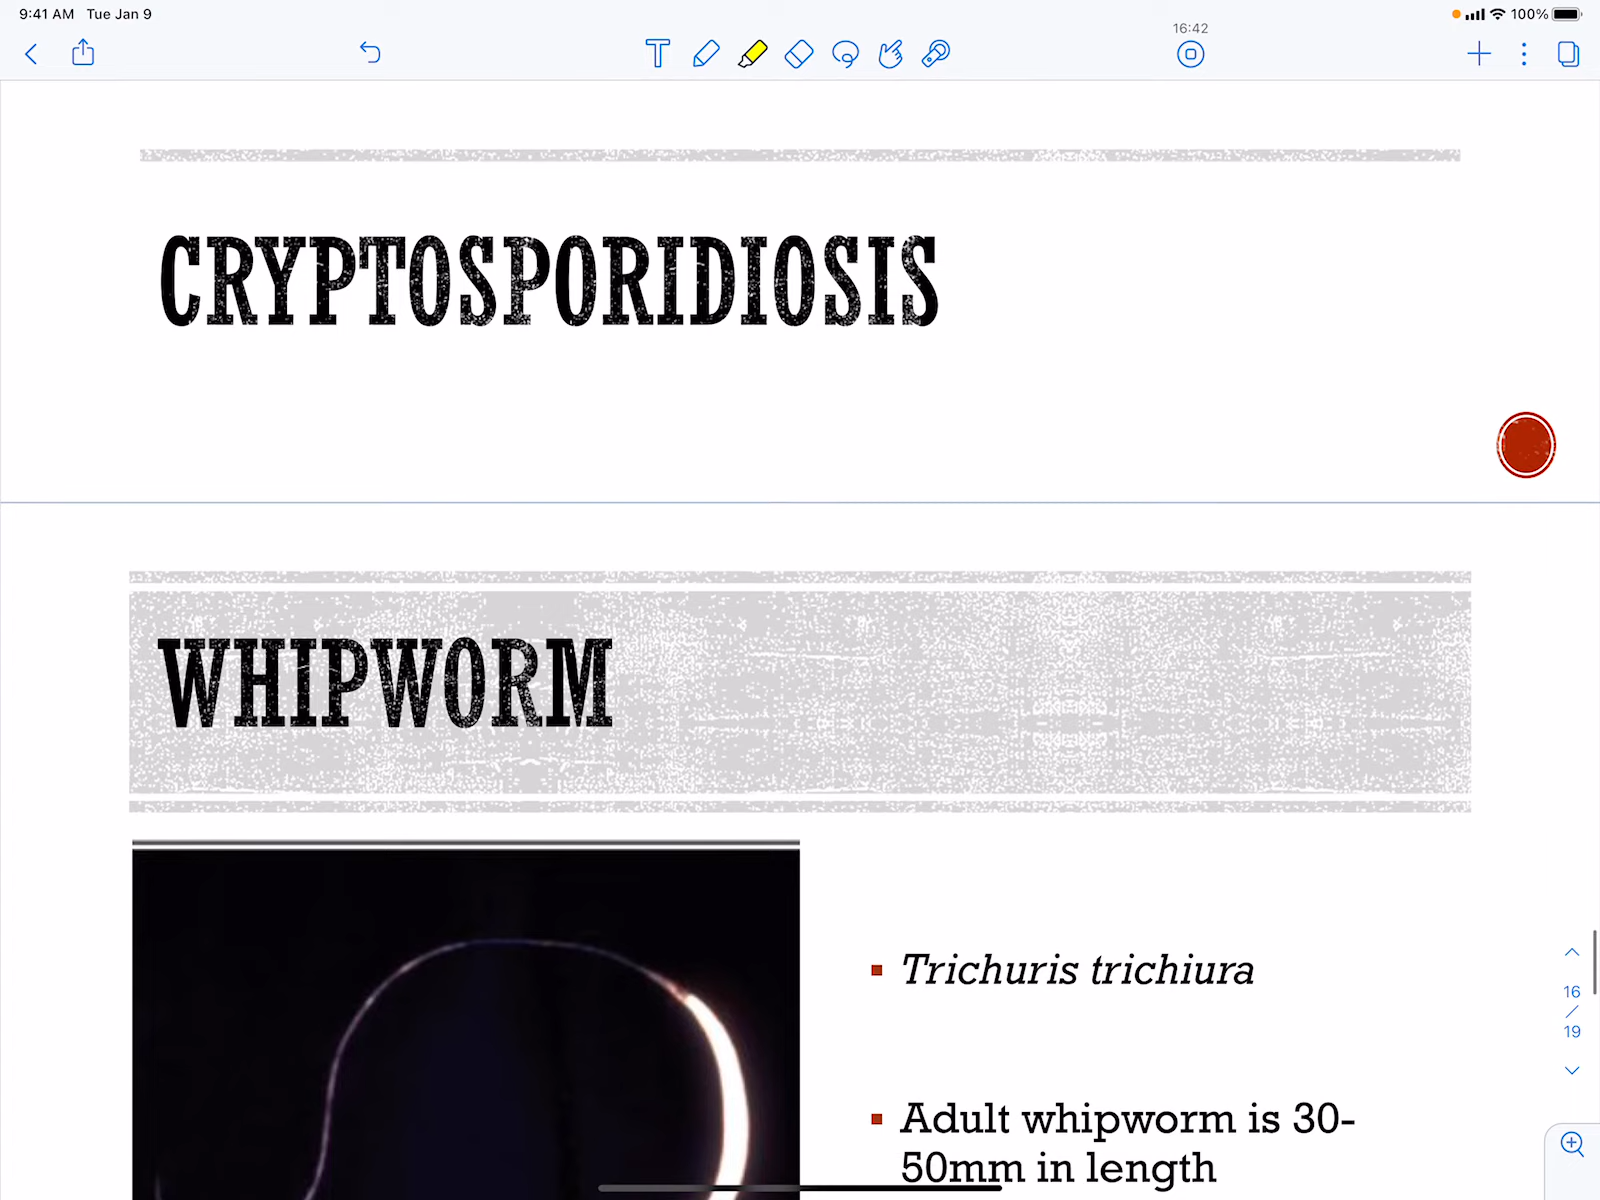 9:41 AM Tue Jan 9
100%
16:42
CRYPTOSPORIDIOSIS
WHIPWORM
Trichuris trichiura
Adult whipworm is 30-
50mm in length
16
/
19